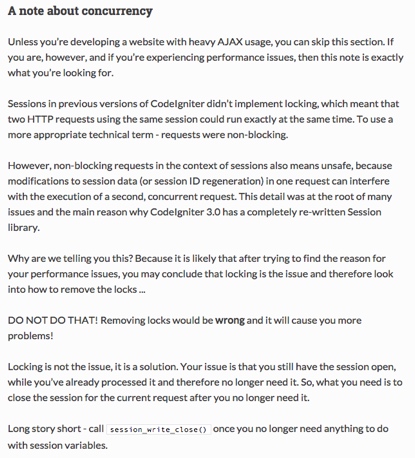 A note about concurrency
Unless you're developing a website with heavy AJAX usage, you can skip this section. If
you are, however, and if you're experiencing performance issues, then this note is exactly
what you're looking for.
Sessions in previous versions of CodeIgniter didn't implement locking, which meant that
two HTTP requests using the same session could run exactly at the same time. To use a
more appropriate technical term - requests were non-blocking.
However, non-blocking requests in the context of sessions also means unsafe, because
modifications to session data (or session ID regeneration) in one request can interfere
with the execution of a second, concurrent request. This detail was at the root of many
issues and the main reason why CodeIgniter 3.0 has a completely re-written Session
library.
Why are we telling you this? Because it is likely that after trying to find the reason for
your performance issues, you may conclude that locking is the issue and therefore look
into how to remove the locks ...
DO NOT DO THAT! Removing locks would be wrong and it will cause you more
problems!
Locking is not the issue, it is a solution. Your issue is that you still have the session open,
while you've already processed it and therefore no longer need it. So, what you need is to
close the session for the current request after you no longer need it.
Long story short - call session_write_close() once you no longer need anything to do
with session variables.